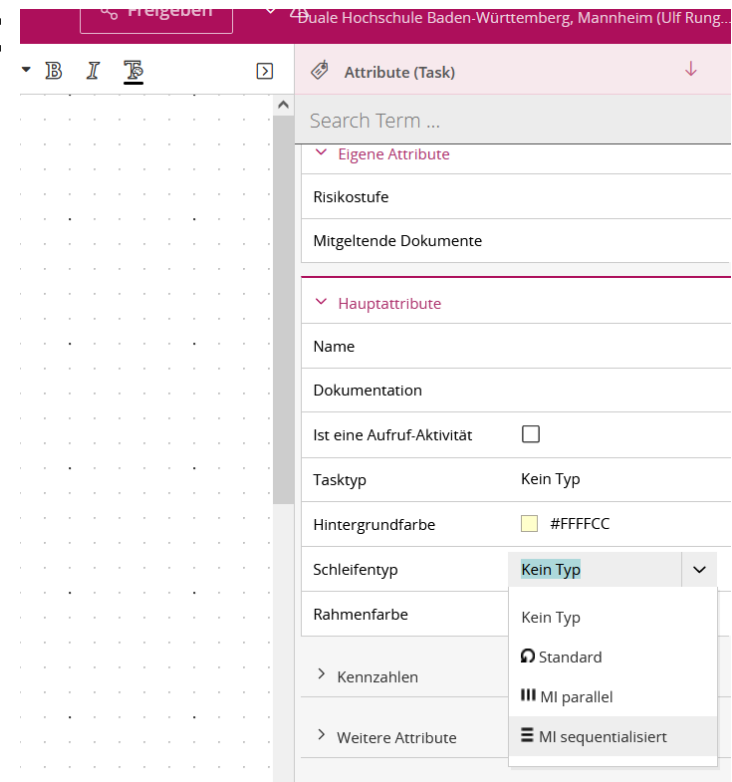 Freigeben
Duale Hochschule Baden-Württemberg, Mannheim (Ulf Rung...
B I T
Attribute (Task)
Search Term ...
Eigene Attribute
Risikostufe
Mitgeltende Dokumente
Hauptattribute
Name
Dokumentation
Ist eine Aufruf-Aktivität
Tasktyp Kein Typ
Hintergrundfarbe #FFFFCC
Schleifentyp Kein Typ
Rahmenfarbe
Kein Typ
Standard
MI parallel
MI sequentialisiert
Kennzahlen
Weitere Attribute